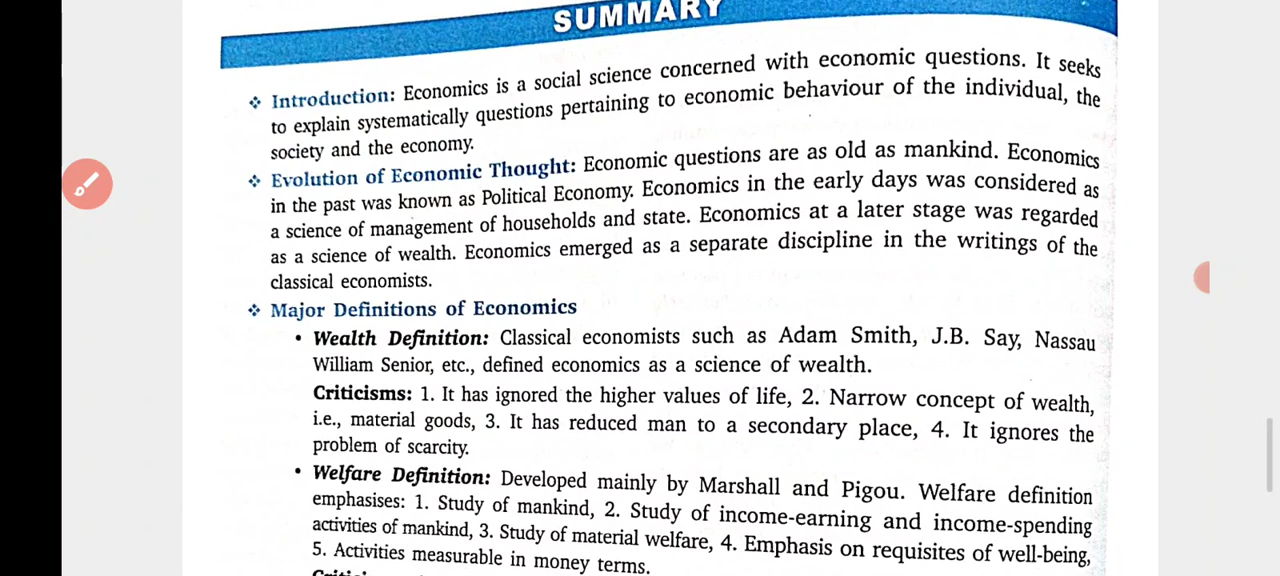 SUMMARY
❖ Introduction: Economics is a social science concerned with economic questions. It seeks
to explain systematically questions pertaining to economic behaviour of the individual, the
society and the economy.
❖ Evolution of Economic Thought: Economic questions are as old as mankind. Economics
in the past was known as Political Economy. Economics in the early days was considered as
a science of management of households and state. Economics at a later stage was regarded
as a science of wealth. Economics emerged as a separate discipline in the writings of the
classical economists.
❖ Major Definitions of Economics
• Wealth Definition: Classical economists such as Adam Smith, J.B. Say, Nassau
William Senior, etc., defined economics as a science of wealth.
Criticisms: 1. It has ignored the higher values of life, 2. Narrow concept of wealth,
i.e., material goods, 3. It has reduced man to a secondary place, 4. It ignores the
problem of scarcity.
• Welfare Definition: Developed mainly by Marshall and Pigou. Welfare definition
emphasises: 1. Study of mankind, 2. Study of income-earning and income-spending
activities of mankind, 3. Study of material welfare, 4. Emphasis on requisites of well-being,
5. Activities measurable in money terms.